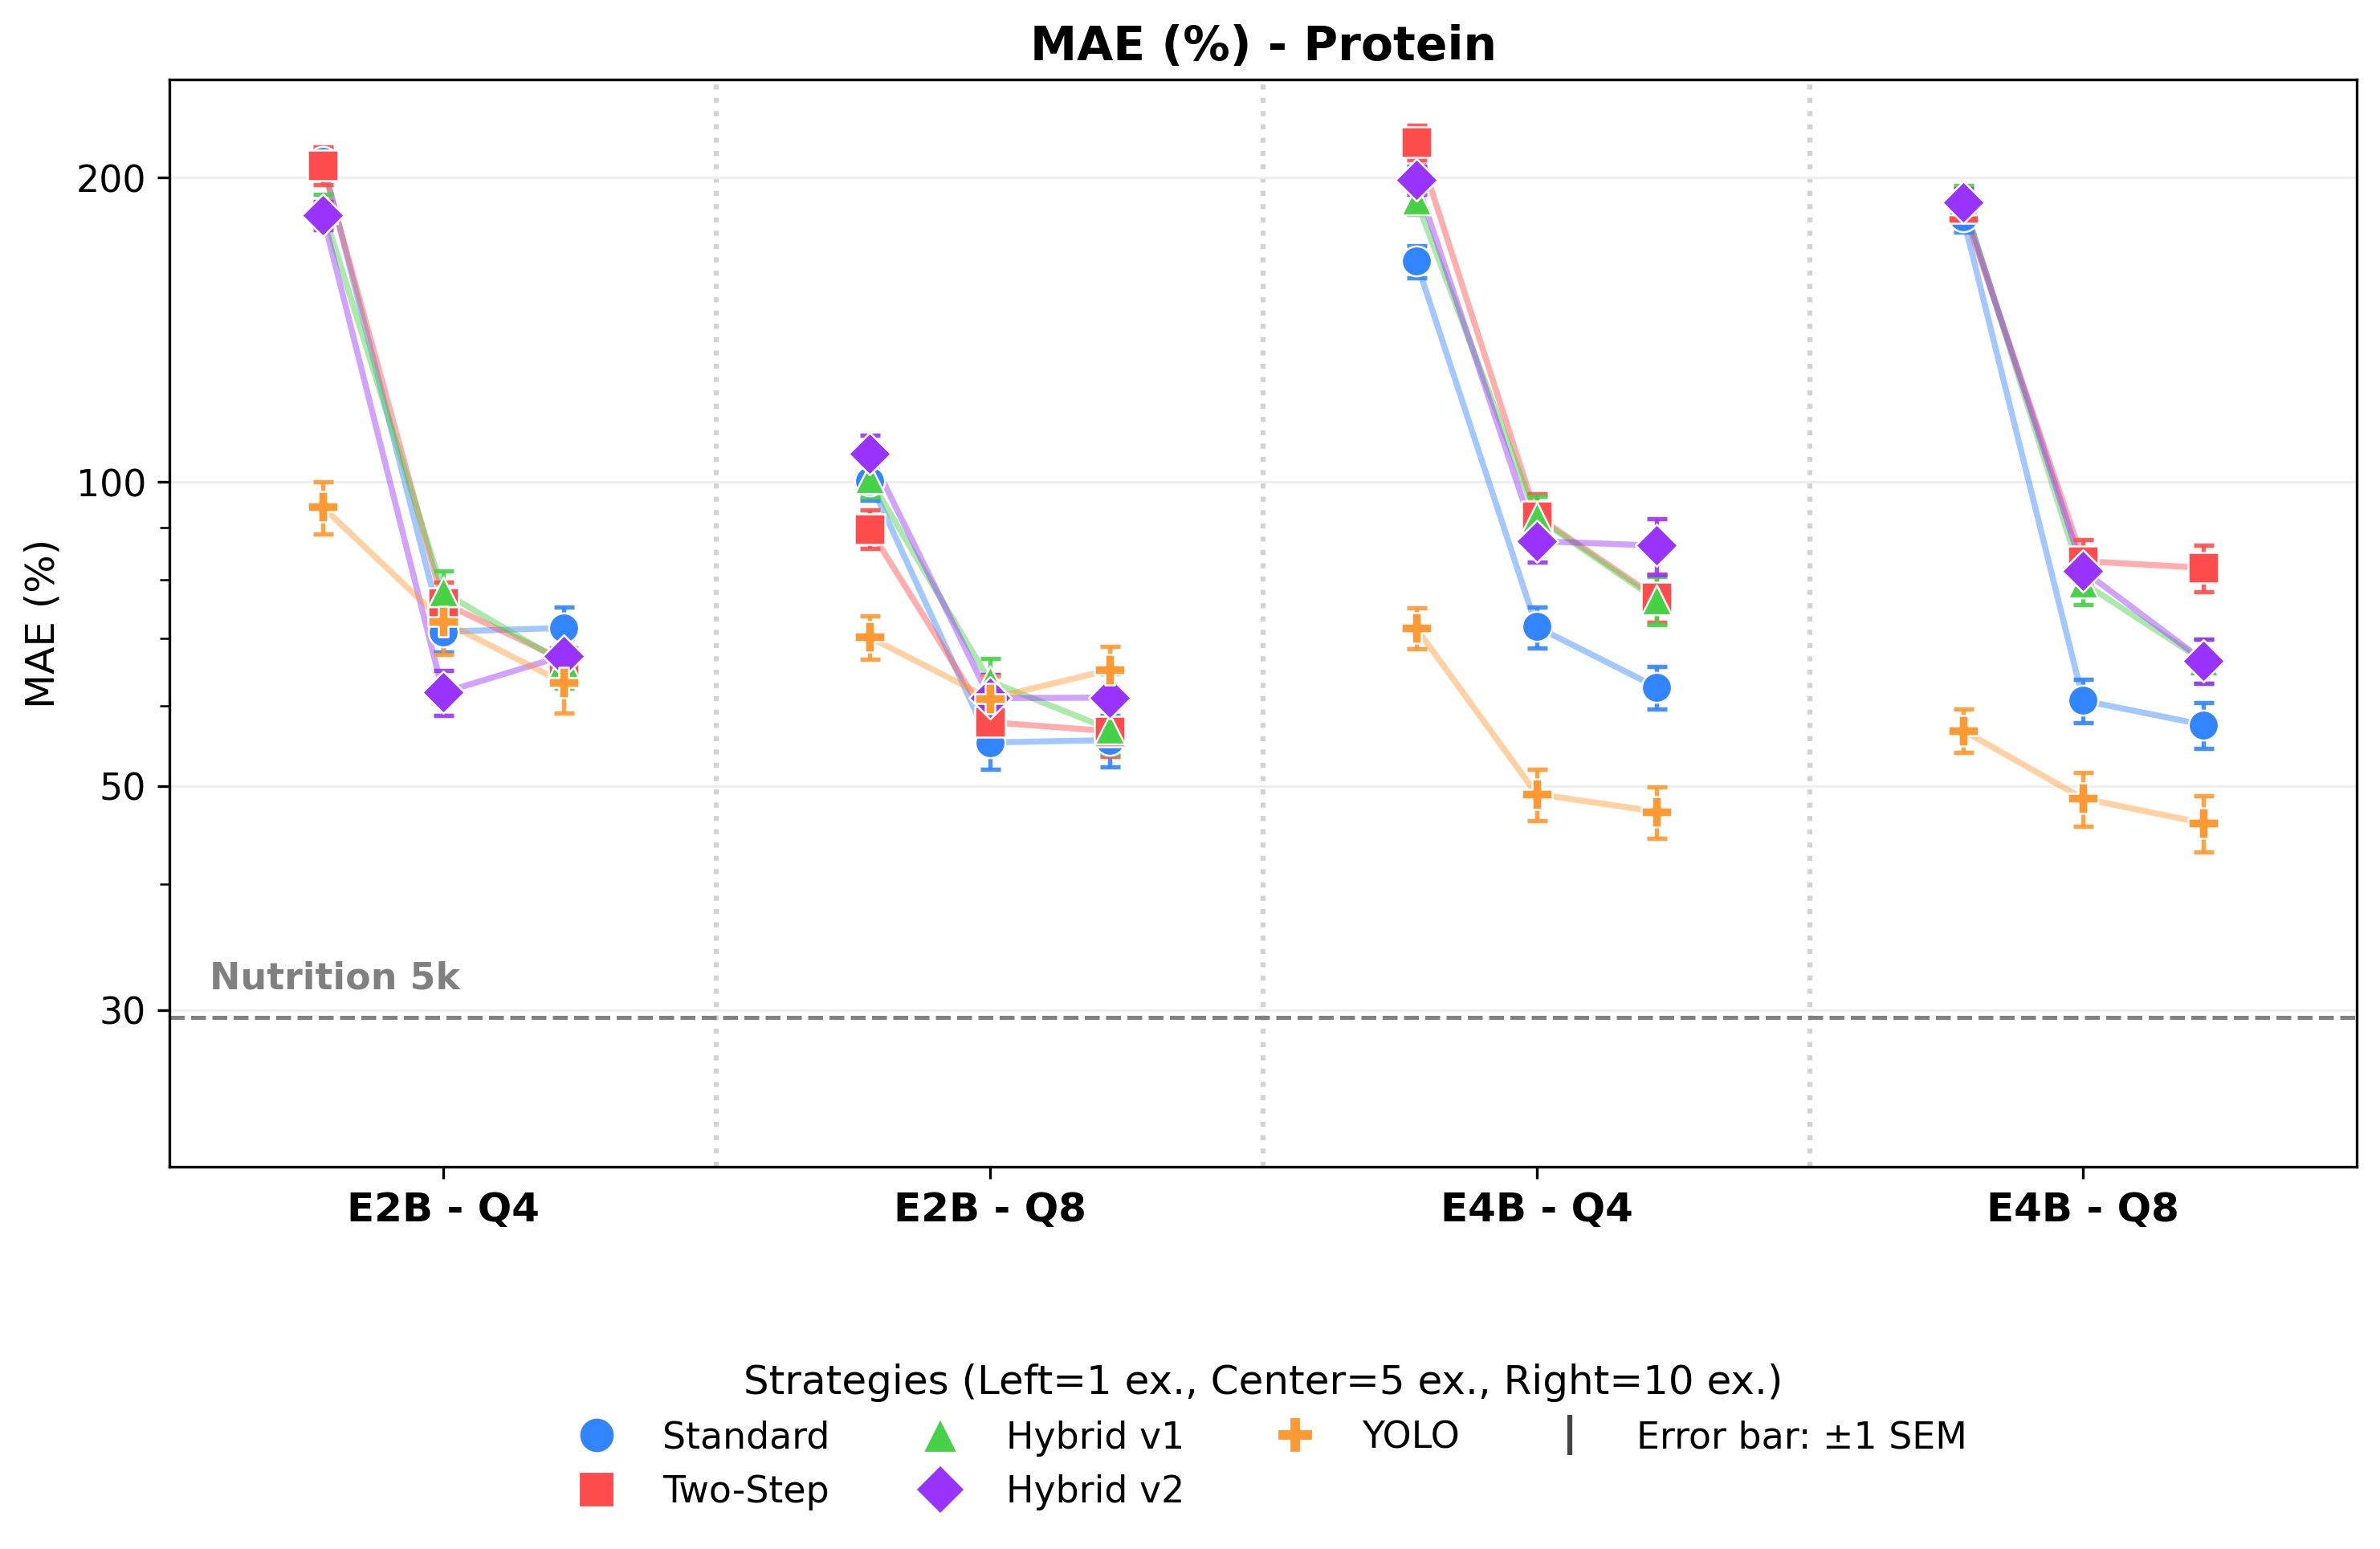 MAE (%) - Protein
MAE (%)
200
100
50
30
Nutrition 5k
E2B - Q4
E2B - Q8
E4B - Q4
E4B - Q8
Strategies (Left=1 ex., Center=5 ex., Right=10 ex.)
Standard
Two-Step
Hybrid v1
Hybrid v2
YOLO
Error bar: ±1 SEM